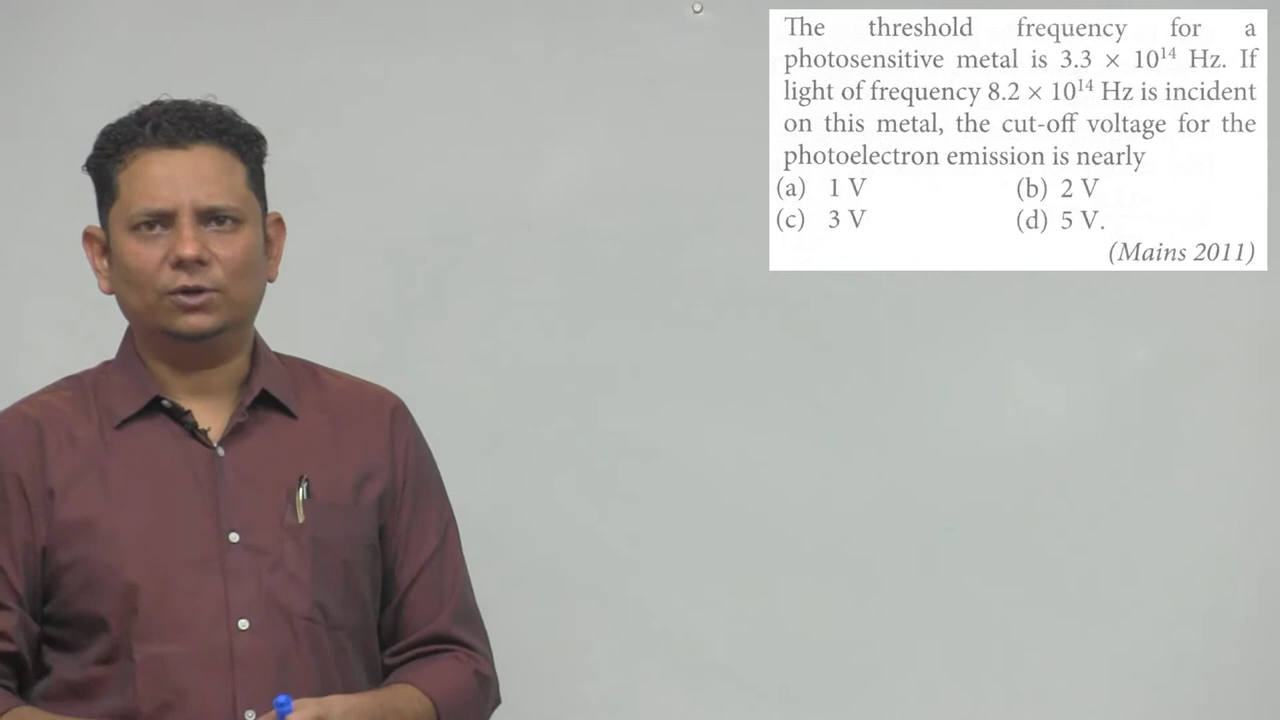 The threshold frequency for a
photosensitive metal is 3.3 × 10¹⁴ Hz. If
light of frequency 8.2 × 10¹⁴ Hz is incident
on this metal, the cut-off voltage for the
photoelectron emission is nearly
(a) 1 V (b) 2 V
(c) 3 V (d) 5 V.
(Mains 2011)